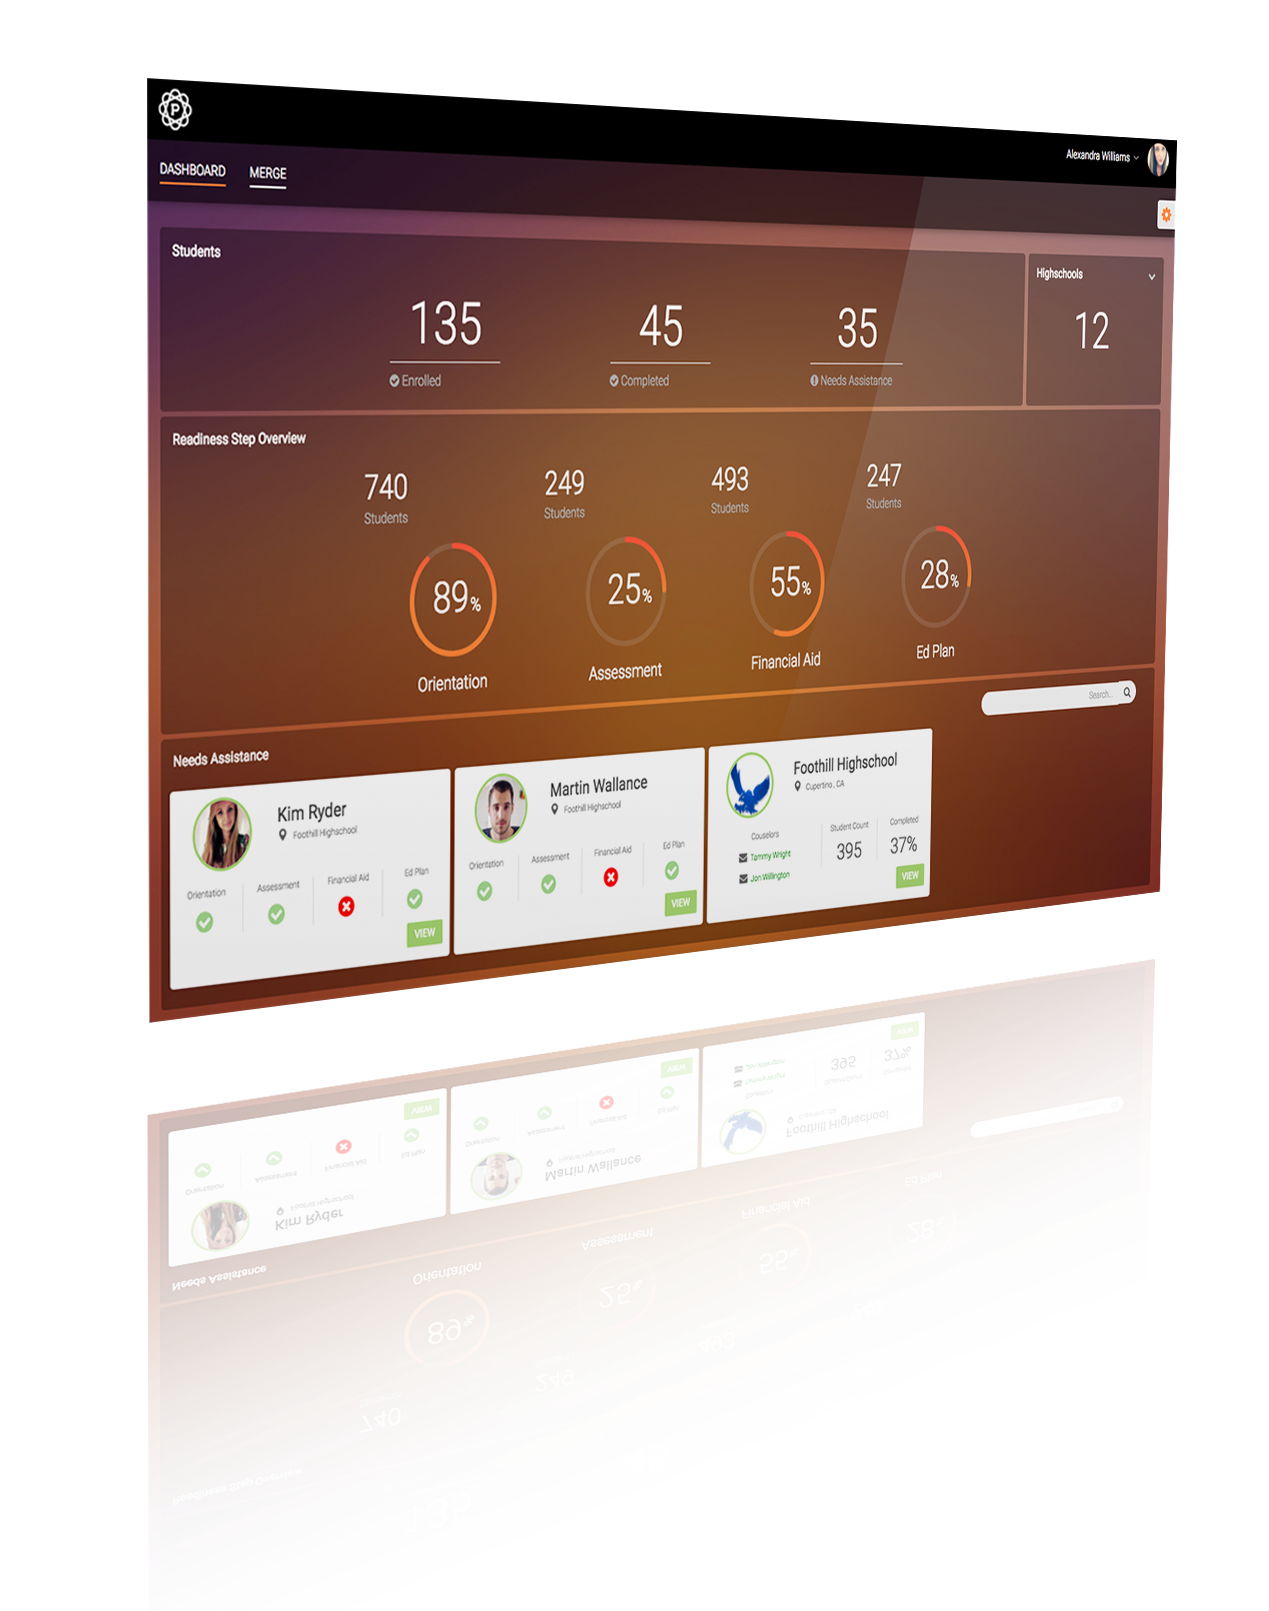 P
Alexandra Williams
DASHBOARD MERGE
Students
135
Enrolled
45
Completed
35
Needs Assistance
Highschools
12
Readiness Step Overview
740
Students
249
Students
493
Students
247
Students
89%
Orientation
25%
Assessment
55%
Financial Aid
28%
Ed Plan
Search...
Needs Assistance
Kim Ryder
Foothill Highschool
Orientation
Assessment
Financial Aid
Ed Plan
VIEW
Martin Wallance
Foothill Highschool
Orientation
Assessment
Financial Aid
Ed Plan
VIEW
Foothill Highschool
Cupertino, CA
Couselors
Tammy Wright
Jon Willington
Student Count
395
Completed
37%
VIEW